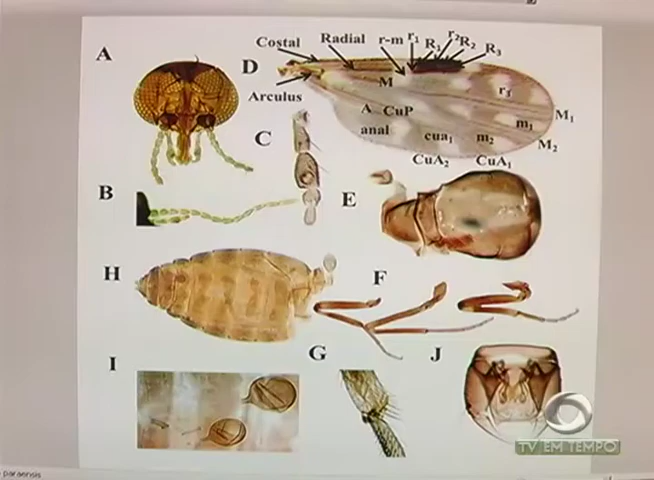 A
Costal
Radial
r-m
r1
R1
r2
R2
R3
D
M
r3
Arculus
A
CuP
M1
C
anal
cua1
m2
m1
M2
CuA2
CuA1
B
E
H
F
I
G
J
TV EM TEMPO
paraensis